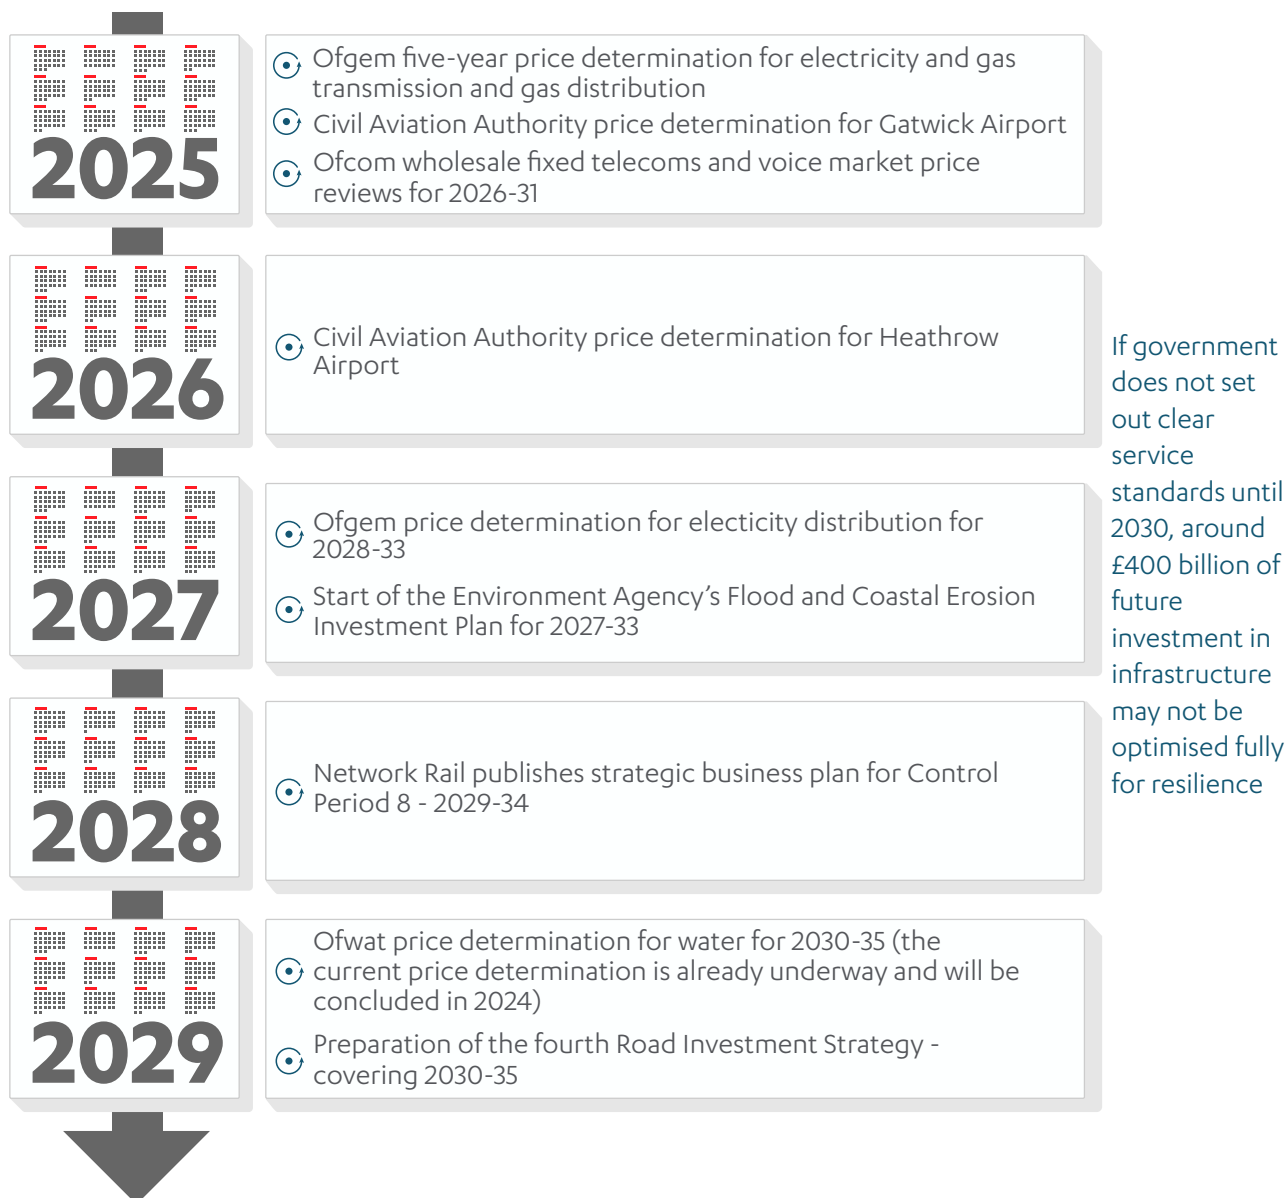 2025
Ofgem five-year price determination for electricity and gas
transmission and gas distribution
Civil Aviation Authority price determination for Gatwick Airport
Ofcom wholesale fixed telecoms and voice market price
reviews for 2026-31
2026
Civil Aviation Authority price determination for Heathrow
Airport
2027
Ofgem price determination for electicity distribution for
2028-33
Start of the Environment Agency’s Flood and Coastal Erosion
Investment Plan for 2027-33
2028
Network Rail publishes strategic business plan for Control
Period 8 - 2029-34
2029
Ofwat price determination for water for 2030-35 (the
current price determination is already underway and will be
concluded in 2024)
Preparation of the fourth Road Investment Strategy -
covering 2030-35
If government
does not set
out clear
service
standards until
2030, around
£400 billion of
future
investment in
infrastructure
may not be
optimised fully
for resilience